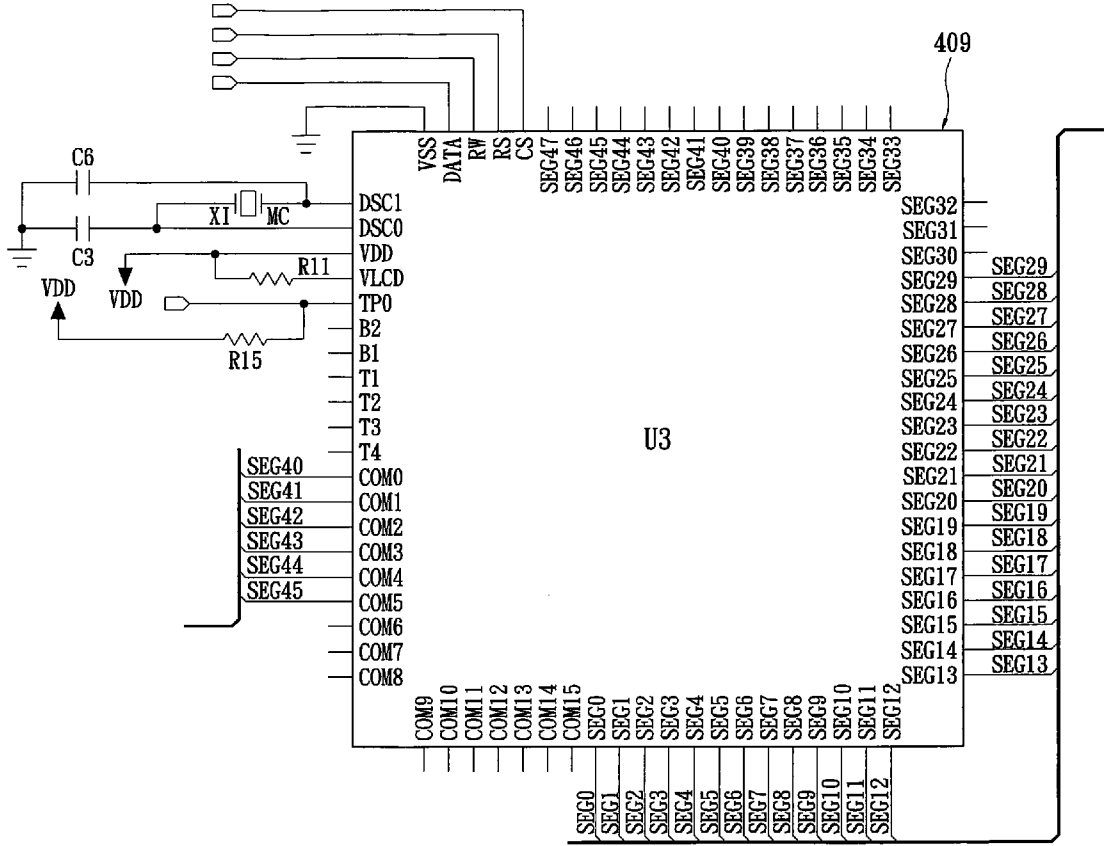 409
VSS
DATA
RW
RS
CS
SEG47
SEG46
SEG45
SEG44
SEG43
SEG42
SEG41
SEG40
SEG39
SEG38
SEG37
SEG36
SEG35
SEG34
SEG33
C6
XI
MC
C3
R11
VDD
VDD
R15
DSC1
DSC0
VDD
VLCD
TP0
B2
B1
T1
T2
T3
T4
COM0
COM1
COM2
COM3
COM4
COM5
COM6
COM7
COM8
SEG40
SEG41
SEG42
SEG43
SEG44
SEG45
U3
SEG32
SEG31
SEG30
SEG29
SEG28
SEG27
SEG26
SEG25
SEG24
SEG23
SEG22
SEG21
SEG20
SEG19
SEG18
SEG17
SEG16
SEG15
SEG14
SEG13
SEG29
SEG28
SEG27
SEG26
SEG25
SEG24
SEG23
SEG22
SEG21
SEG20
SEG19
SEG18
SEG17
SEG16
SEG15
SEG14
SEG13
COM9
COM10
COM11
COM12
COM13
COM14
COM15
SEG0
SEG1
SEG2
SEG3
SEG4
SEG5
SEG6
SEG7
SEG8
SEG9
SEG10
SEG11
SEG12
SEG0
SEG1
SEG2
SEG3
SEG4
SEG5
SEG6
SEG7
SEG8
SEG9
SEG10
SEG11
SEG12